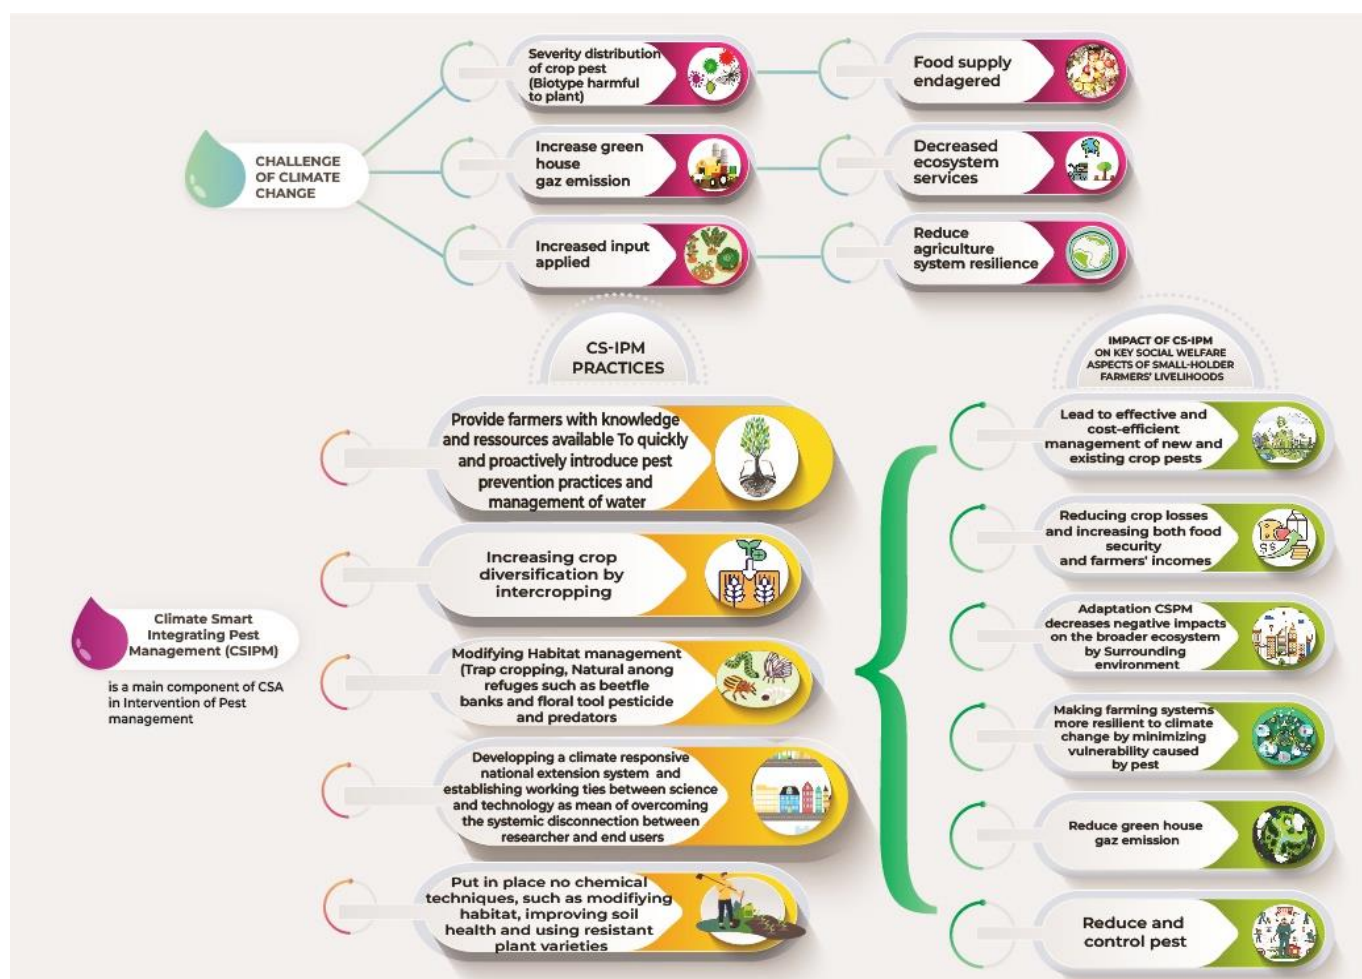 CHALLENGE
OF CLIMATE
CHANGE
Severity distribution
of crop pest
(Biotype harmful
to plant)
Food supply
endagered
Increase green
house
gaz emission
Decreased
ecosystem
services
Increased input
applied
Reduce
agriculture
system resilience
CS-IPM
PRACTICES
IMPACT OF CS-IPM
ON KEY SOCIAL WELFARE
ASPECTS OF SMALL-HOLDER
FARMERS' LIVELIHOODS
Climate Smart
Integrating Pest
Management (CSIPM)
is a main component of CSA
in Intervention of Pest
management
Provide farmers with knowledge
and ressources available To quickly
and proactively introduce pest
prevention practices and
management of water
Increasing crop
diversification by
intercropping
Modifying Habitat management
(Trap cropping, Natural anong
refuges such as beetfle
banks and floral tool pesticide
and predators
Developping a climate responsive
national extension system and
establishing working ties between science
and technology as mean of overcoming
the systemic disconnection between
researcher and end users
Put in place no chemical
techniques, such as modifiying
habitat, improving soil
health and using resistant
plant varieties
Lead to effective and
cost-efficient
management of new and
existing crop pests
Reducing crop losses
and increasing both food
security
and farmers' incomes
Adaptation CSPM
decreases negative impacts
on the broader ecosystem
by Surrounding
environment
Making farming systems
more resilient to climate
change by minimizing
vulnerability caused
by pest
Reduce green house
gaz emission
Reduce and
control pest